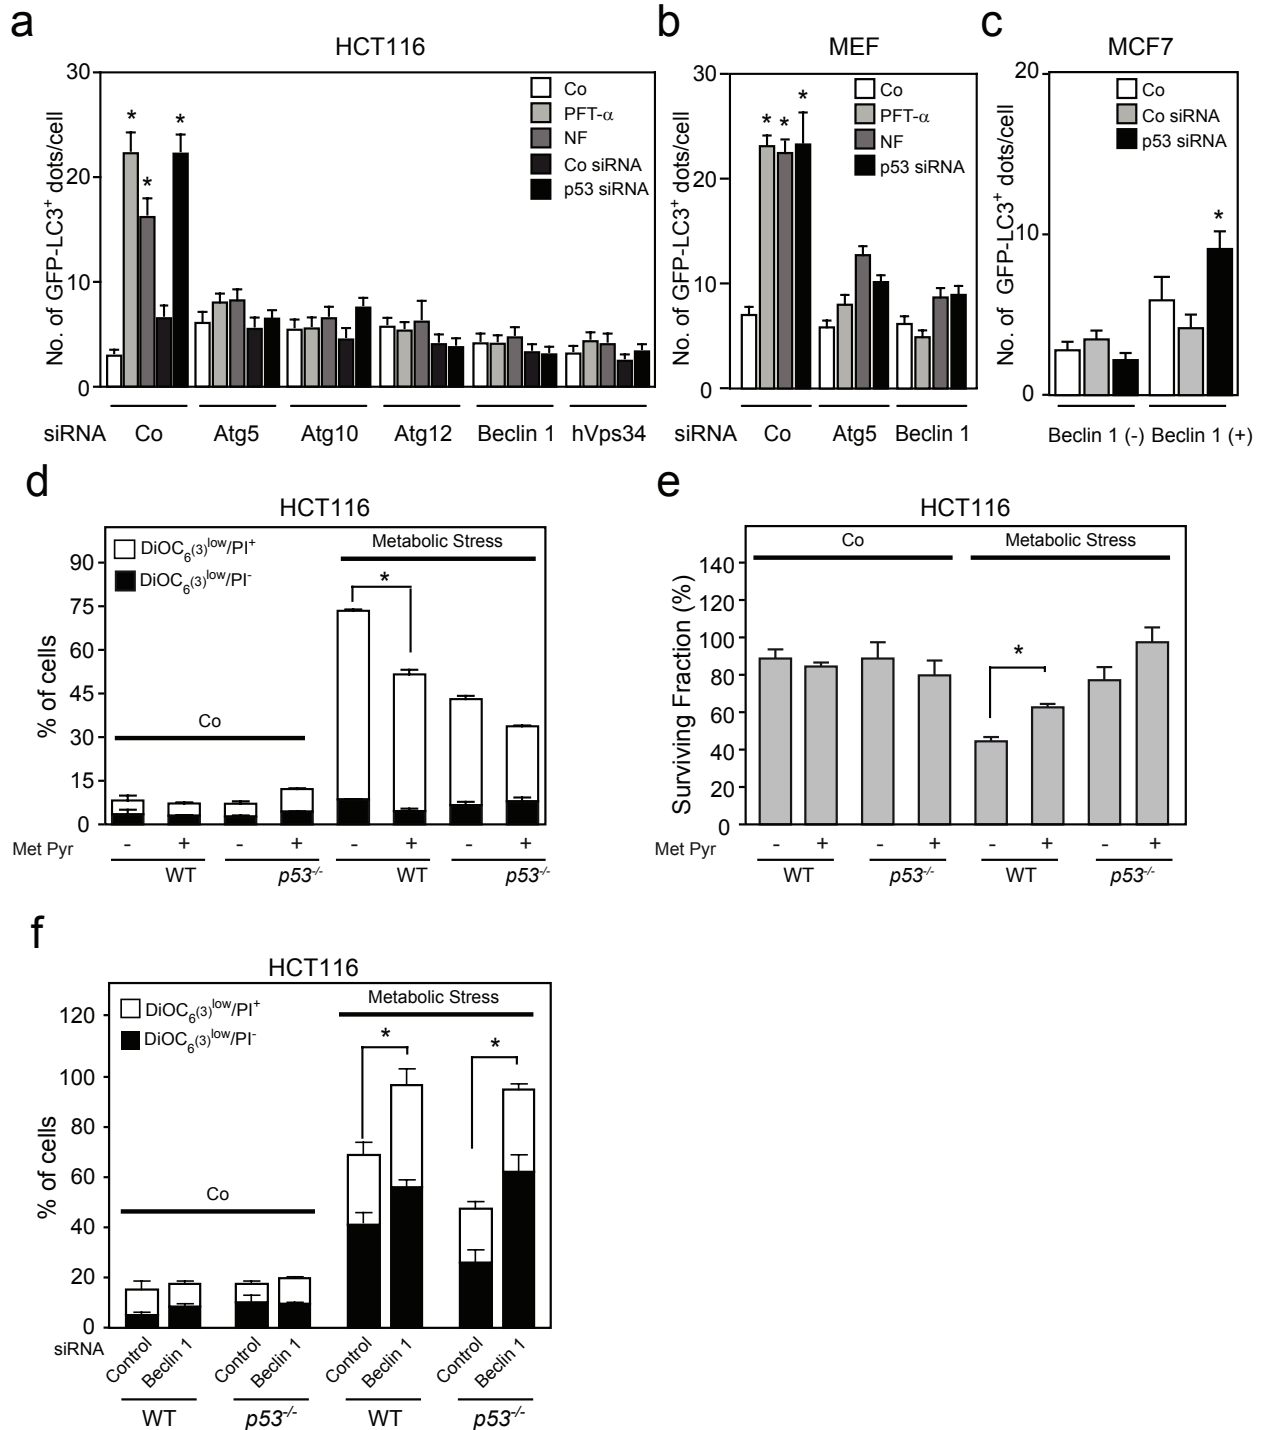 a
HCT116
No. of GFP-LC3⁺ dots/cell
30
20
10
0
Co
PFT-α
NF
Co siRNA
p53 siRNA
* * *
siRNA Co Atg5 Atg10 Atg12 Beclin 1 hVps34
b
MEF
No. of GFP-LC3⁺ dots/cell
30
20
10
0
Co
PFT-α
NF
p53 siRNA
* * *
siRNA Co Atg5 Beclin 1
c
MCF7
No. of GFP-LC3⁺ dots/cell
20
10
0
Co
Co siRNA
p53 siRNA
*
Beclin 1 (-) Beclin 1 (+)
d
HCT116
% of cells
90
75
60
45
30
15
0
DiOC₆(3)ˡᵒʷ/PI⁺
DiOC₆(3)ˡᵒʷ/PI⁻
Metabolic Stress
*
Co
Met Pyr - + - + - + - +
WT p53⁻/⁻ WT p53⁻/⁻
e
HCT116
Surviving Fraction (%)
140
120
100
80
60
40
20
0
Co Metabolic Stress
*
Met Pyr - + - + - + - +
WT p53⁻/⁻ WT p53⁻/⁻
f
HCT116
% of cells
120
100
80
60
40
20
0
DiOC₆(3)ˡᵒʷ/PI⁺
DiOC₆(3)ˡᵒʷ/PI⁻
Metabolic Stress
* *
Co
siRNA Control Beclin 1 Control Beclin 1 Control Beclin 1 Control Beclin 1
WT p53⁻/⁻ WT p53⁻/⁻